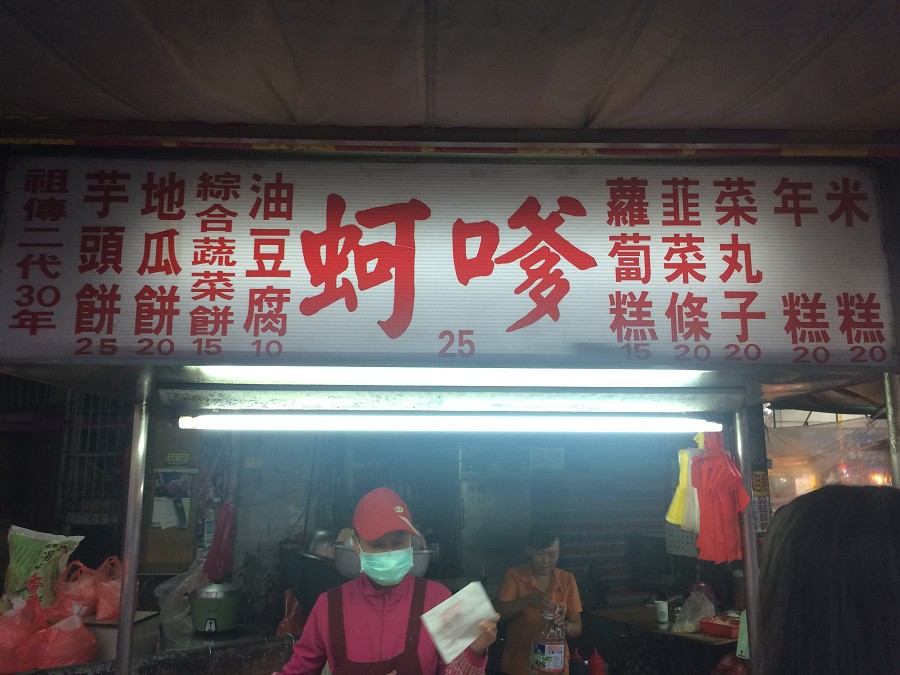 祖傳二代30年
芋頭餅 25
地瓜餅 20
綜合蔬菜餅 15
油豆腐 10
蚵嗲 25
蘿蔔糕 15
韮菜條 20
菜丸子 20
年糕 20
米糕 20